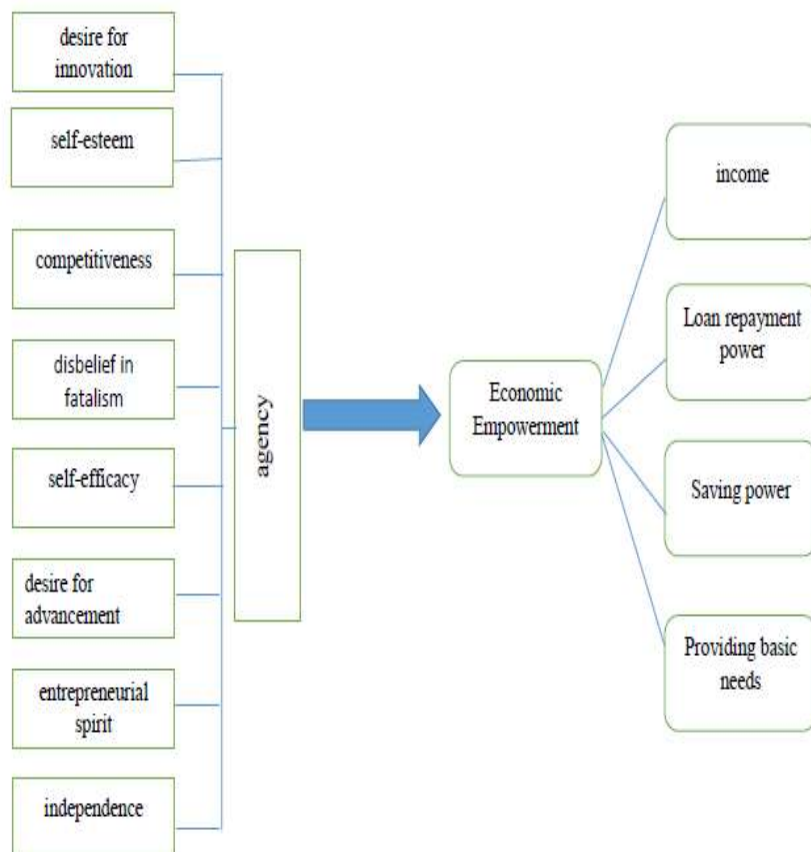 desire for
innovation
self-esteem
competitiveness
disbelief in
fatalism
self-efficacy
desire for
advancement
entrepreneurial
spirit
independence
agency
Economic
Empowerment
income
Loan repayment
power
Saving power
Providing basic
needs